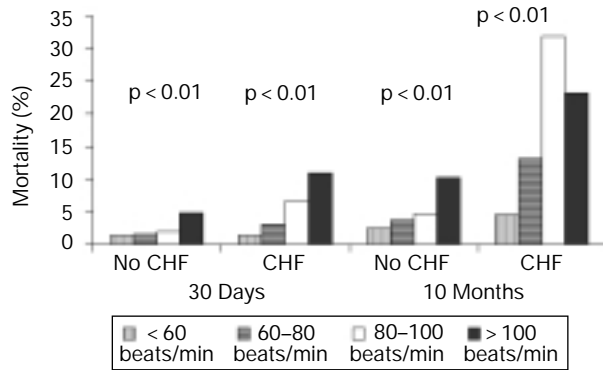 Mortality (%)
35
30
25
20
15
10
5
0
p < 0.01
p < 0.01
p < 0.01
p < 0.01
No CHF CHF No CHF CHF
30 Days 10 Months
< 60 60–80 80–100 > 100
beats/min beats/min beats/min beats/min